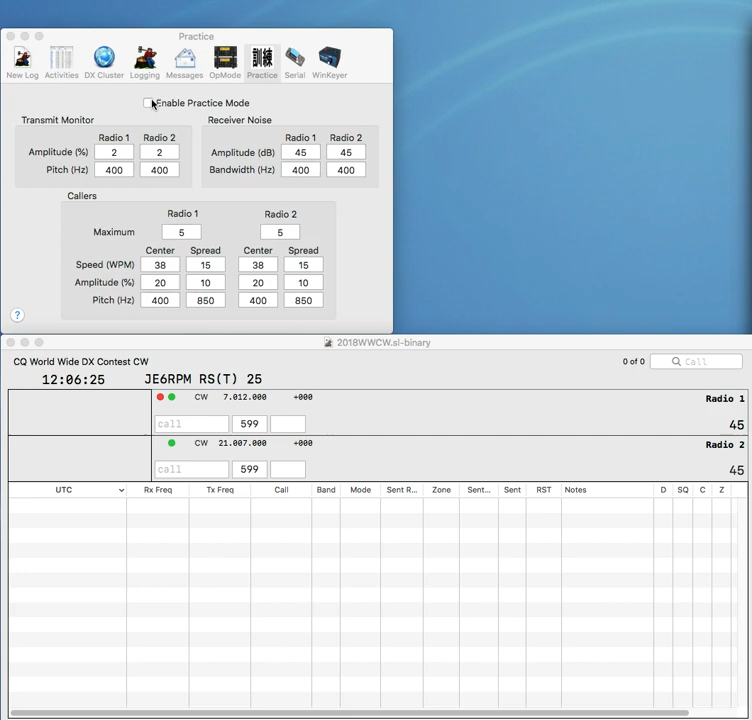 Practice
New Log Activities DX Cluster Logging Messages OpMode Practice Serial WinKeyer
訓練
Enable Practice Mode
Transmit Monitor
Radio 1 Radio 2
Amplitude (%) 2 2
Pitch (Hz) 400 400
Receiver Noise
Radio 1 Radio 2
Amplitude (dB) 45 45
Bandwidth (Hz) 400 400
Callers
Radio 1 Radio 2
Maximum 5 5
Center Spread Center Spread
Speed (WPM) 38 15 38 15
Amplitude (%) 20 10 20 10
Pitch (Hz) 400 850 400 850
?
2018WWCW.sl-binary
CQ World Wide DX Contest CW 0 of 0 Call
12:06:25 JE6RPM RS(T) 25
CW 7.012.000 +000 Radio 1
call 599 45
CW 21.007.000 +000 Radio 2
call 599 45
UTC Rx Freq Tx Freq Call Band Mode Sent R... Zone Sent... Sent RST Notes D SQ C Z